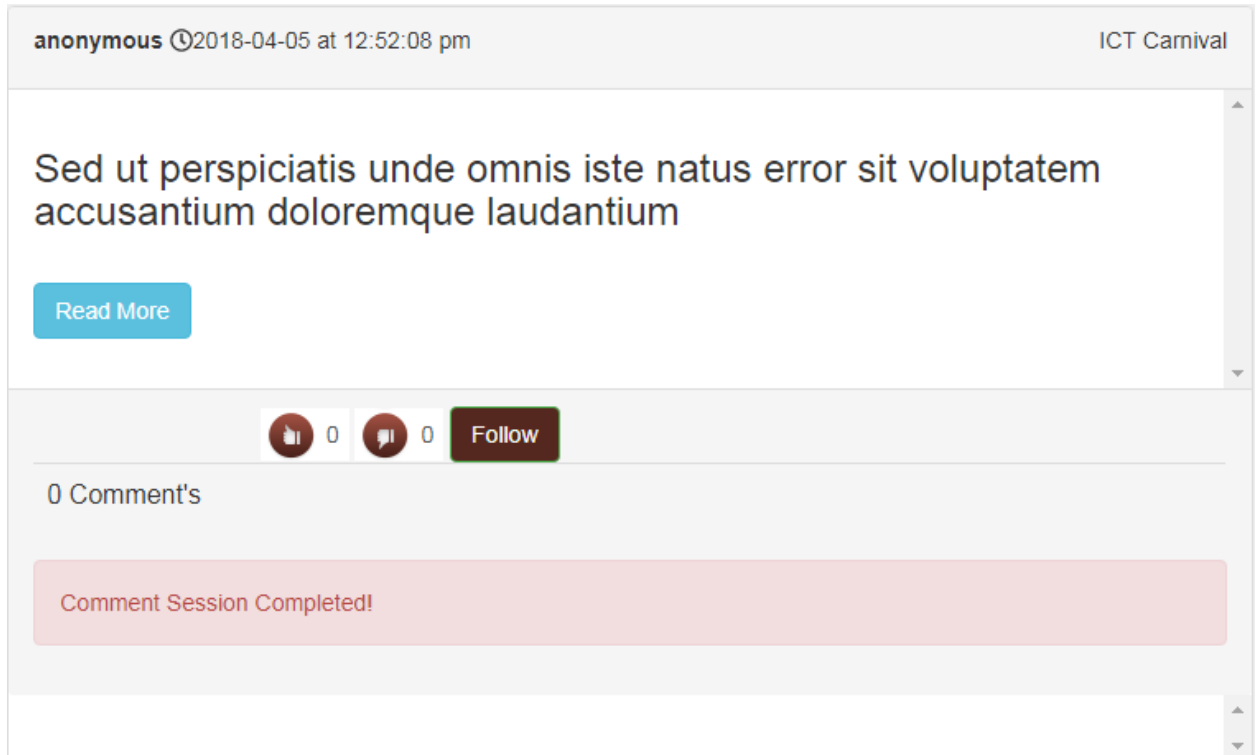 anonymous 2018-04-05 at 12:52:08 pm ICT Carnival
Sed ut perspiciatis unde omnis iste natus error sit voluptatem
accusantium doloremque laudantium
Read More
0 0 Follow
0 Comment's
Comment Session Completed!